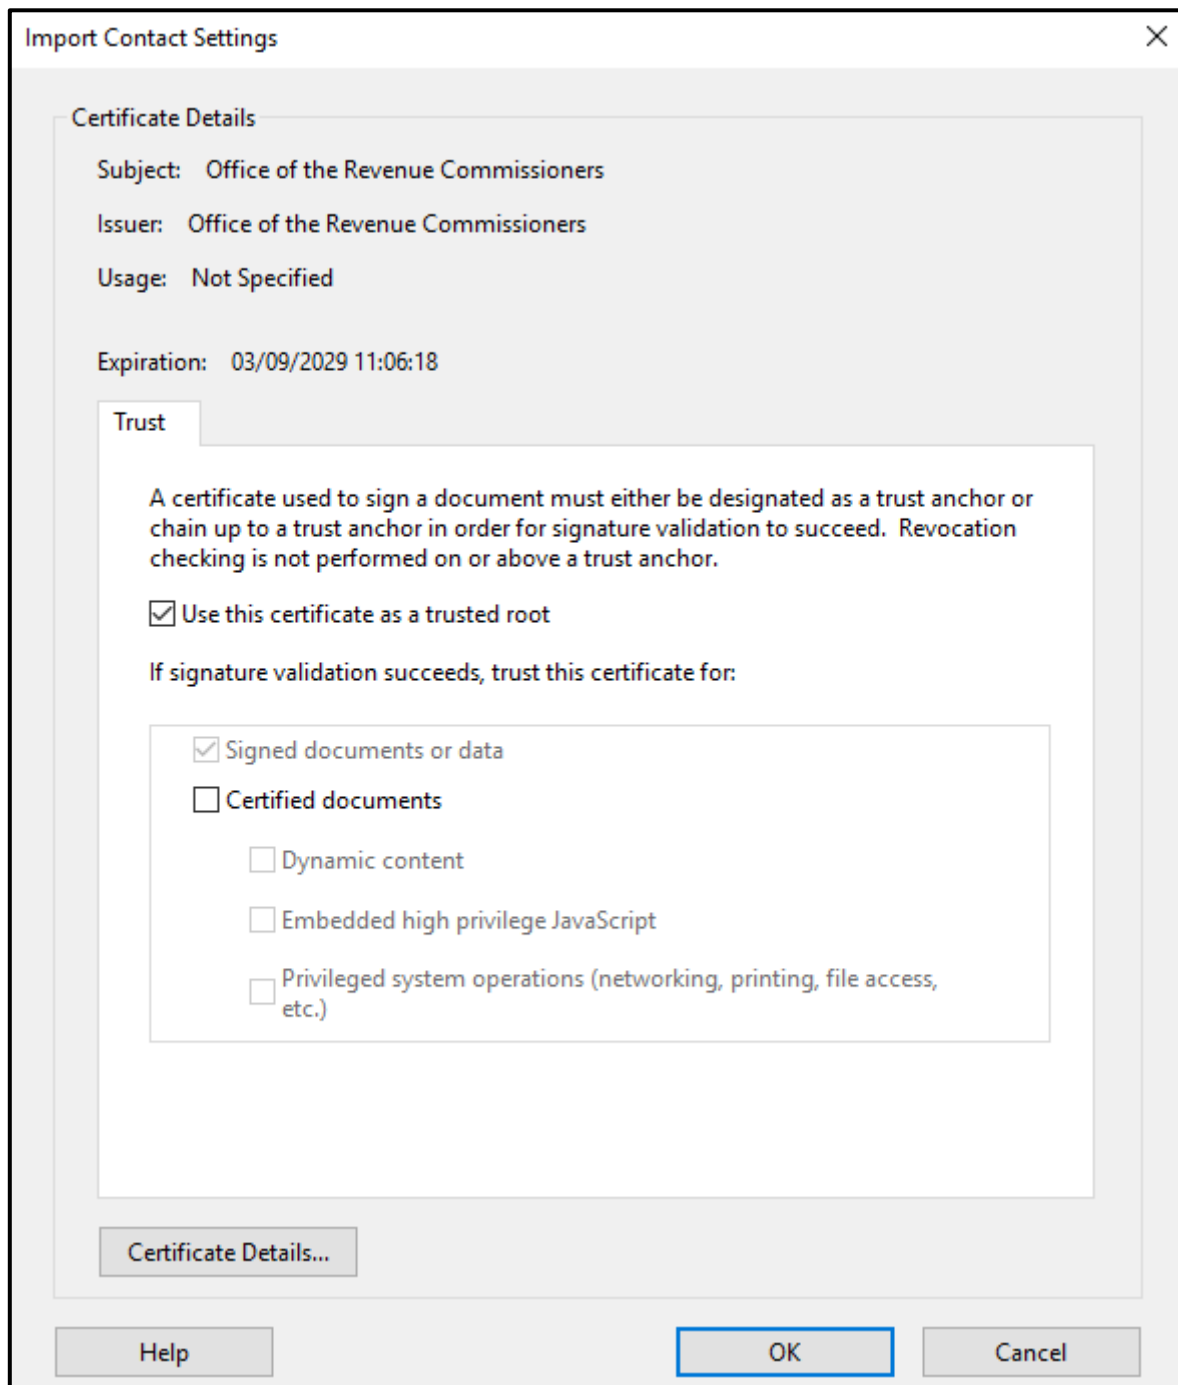 Import Contact Settings
Certificate Details
Subject: Office of the Revenue Commissioners
Issuer: Office of the Revenue Commissioners
Usage: Not Specified
Expiration: 03/09/2029 11:06:18
Trust
A certificate used to sign a document must either be designated as a trust anchor or
chain up to a trust anchor in order for signature validation to succeed. Revocation
checking is not performed on or above a trust anchor.
Use this certificate as a trusted root
If signature validation succeeds, trust this certificate for:
Signed documents or data
Certified documents
Dynamic content
Embedded high privilege JavaScript
Privileged system operations (networking, printing, file access,
etc.)
Certificate Details...
Help OK Cancel